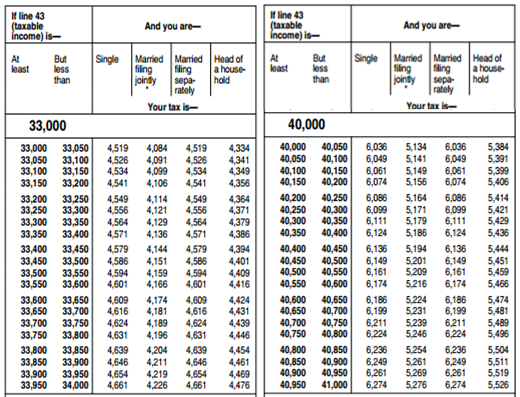 If line 43
(taxable
income) is—
And you are—
At least
But less than
Single
Married filing jointly *
Married filing sepa-rately
Head of a house-hold
Your tax is—
33,000
33,000 33,050 4,519 4,084 4,519 4,334
33,050 33,100 4,526 4,091 4,526 4,341
33,100 33,150 4,534 4,099 4,534 4,349
33,150 33,200 4,541 4,106 4,541 4,356
33,200 33,250 4,549 4,114 4,549 4,364
33,250 33,300 4,556 4,121 4,556 4,371
33,300 33,350 4,564 4,129 4,564 4,379
33,350 33,400 4,571 4,136 4,571 4,386
33,400 33,450 4,579 4,144 4,579 4,394
33,450 33,500 4,586 4,151 4,586 4,401
33,500 33,550 4,594 4,159 4,594 4,409
33,550 33,600 4,601 4,166 4,601 4,416
33,600 33,650 4,609 4,174 4,609 4,424
33,650 33,700 4,616 4,181 4,616 4,431
33,700 33,750 4,624 4,189 4,624 4,439
33,750 33,800 4,631 4,196 4,631 4,446
33,800 33,850 4,639 4,204 4,639 4,454
33,850 33,900 4,646 4,211 4,646 4,461
33,900 33,950 4,654 4,219 4,654 4,469
33,950 34,000 4,661 4,226 4,661 4,476
If line 43
(taxable
income) is—
And you are—
At least
But less than
Single
Married filing jointly *
Married filing sepa-rately
Head of a house-hold
Your tax is—
40,000
40,000 40,050 6,036 5,134 6,036 5,384
40,050 40,100 6,049 5,141 6,049 5,391
40,100 40,150 6,061 5,149 6,061 5,399
40,150 40,200 6,074 5,156 6,074 5,406
40,200 40,250 6,086 5,164 6,086 5,414
40,250 40,300 6,099 5,171 6,099 5,421
40,300 40,350 6,111 5,179 6,111 5,429
40,350 40,400 6,124 5,186 6,124 5,436
40,400 40,450 6,136 5,194 6,136 5,444
40,450 40,500 6,149 5,201 6,149 5,451
40,500 40,550 6,161 5,209 6,161 5,459
40,550 40,600 6,174 5,216 6,174 5,466
40,600 40,650 6,186 5,224 6,186 5,474
40,650 40,700 6,199 5,231 6,199 5,481
40,700 40,750 6,211 5,239 6,211 5,489
40,750 40,800 6,224 5,246 6,224 5,496
40,800 40,850 6,236 5,254 6,236 5,504
40,850 40,900 6,249 5,261 6,249 5,511
40,900 40,950 6,261 5,269 6,261 5,519
40,950 41,000 6,274 5,276 6,274 5,526